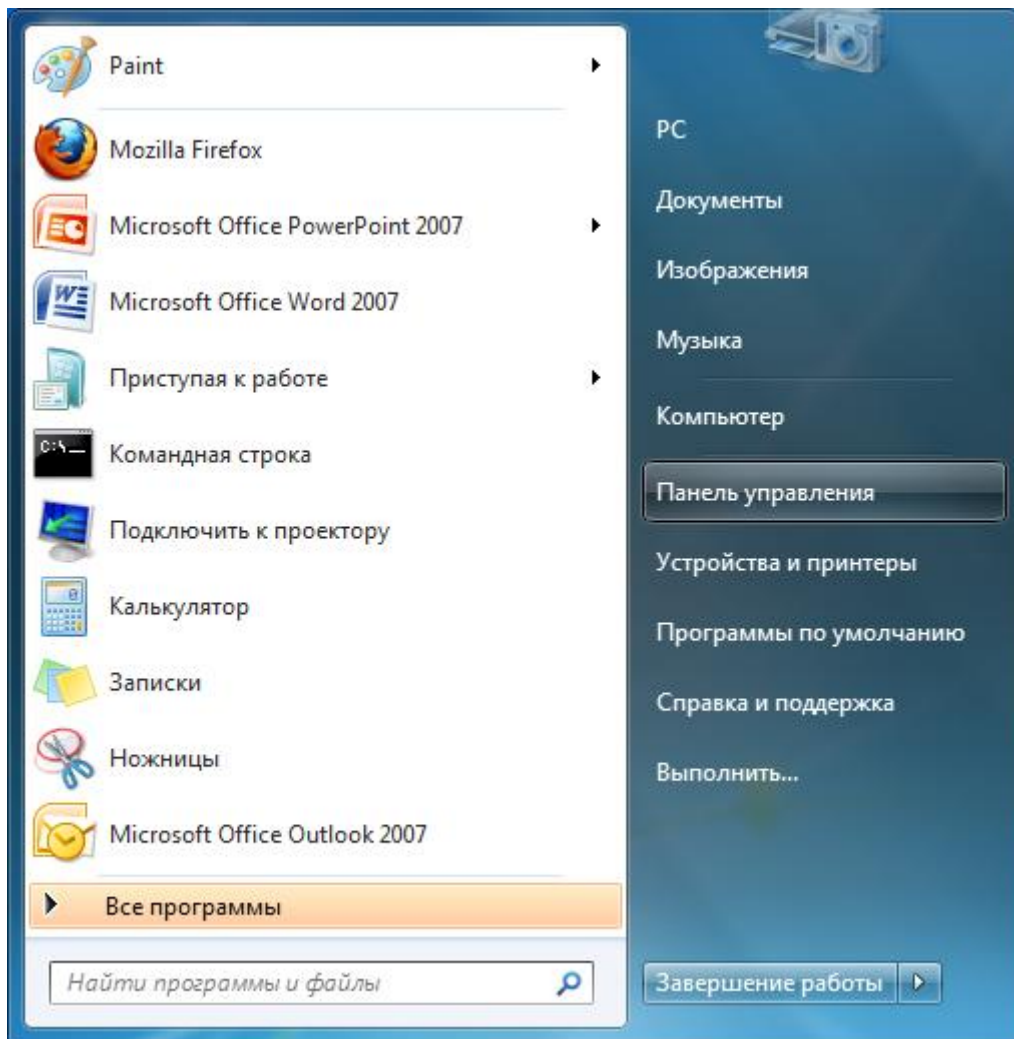 Paint
Mozilla Firefox
Microsoft Office PowerPoint 2007
Microsoft Office Word 2007
Приступая к работе
C:\
Командная строка
Подключить к проектору
Калькулятор
Записки
Ножницы
Microsoft Office Outlook 2007
Все программы
Найти программы и файлы
PC
Документы
Изображения
Музыка
Компьютер
Панель управления
Устройства и принтеры
Программы по умолчанию
Справка и поддержка
Выполнить...
Завершение работы